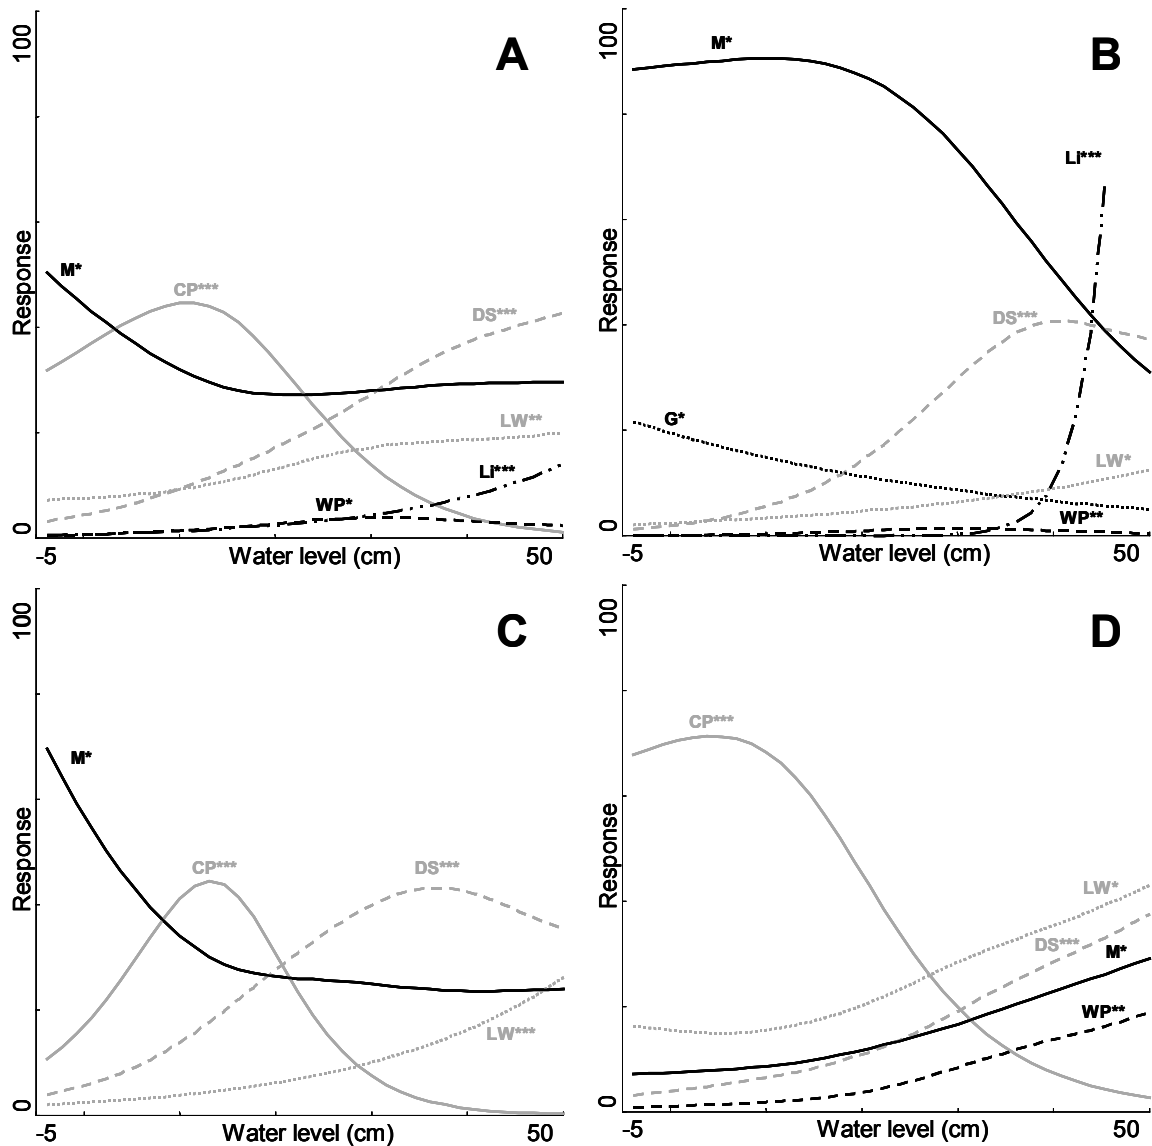 100
A
Response
M*
CP***
DS***
LW**
Li***
WP*
0
-5
Water level (cm)
50
100
B
Response
M*
Li***
DS***
G*
LW*
WP**
0
-5
Water level (cm)
50
100
C
Response
M*
CP***
DS***
LW***
0
-5
Water level (cm)
50
100
D
Response
CP***
LW*
DS***
M*
WP**
0
-5
Water level (cm)
50